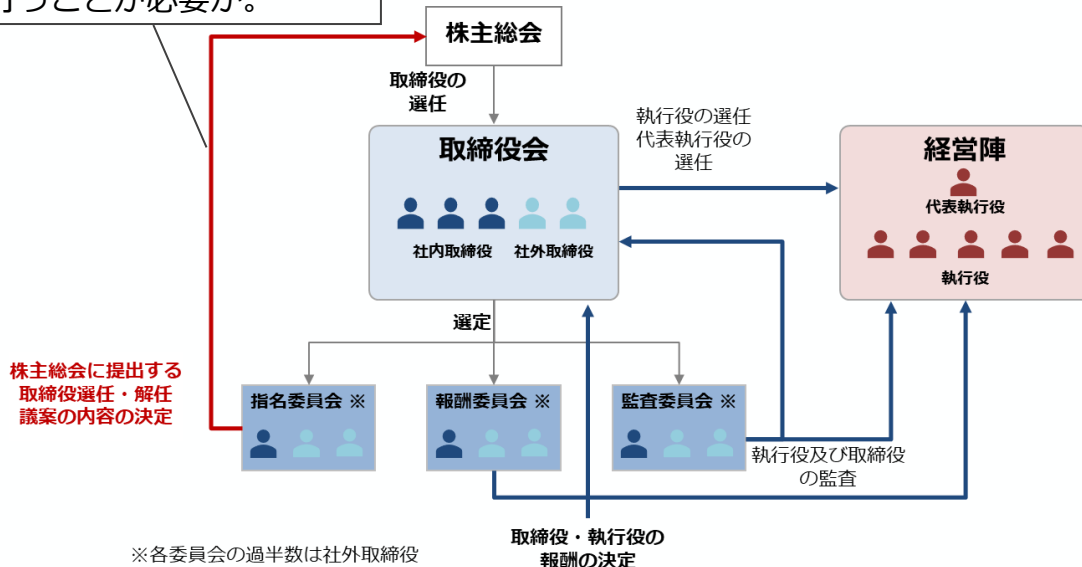 行うことが必要か。
株主総会
取締役の
選任
取締役会
社内取締役 社外取締役
執行役の選任
代表執行役の
選任
経営陣
代表執行役
執行役
選定
株主総会に提出する
取締役選任・解任
議案の内容の決定
指名委員会 ※
報酬委員会 ※
監査委員会 ※
執行役及び取締役
の監査
取締役・執行役の
報酬の決定
※各委員会の過半数は社外取締役